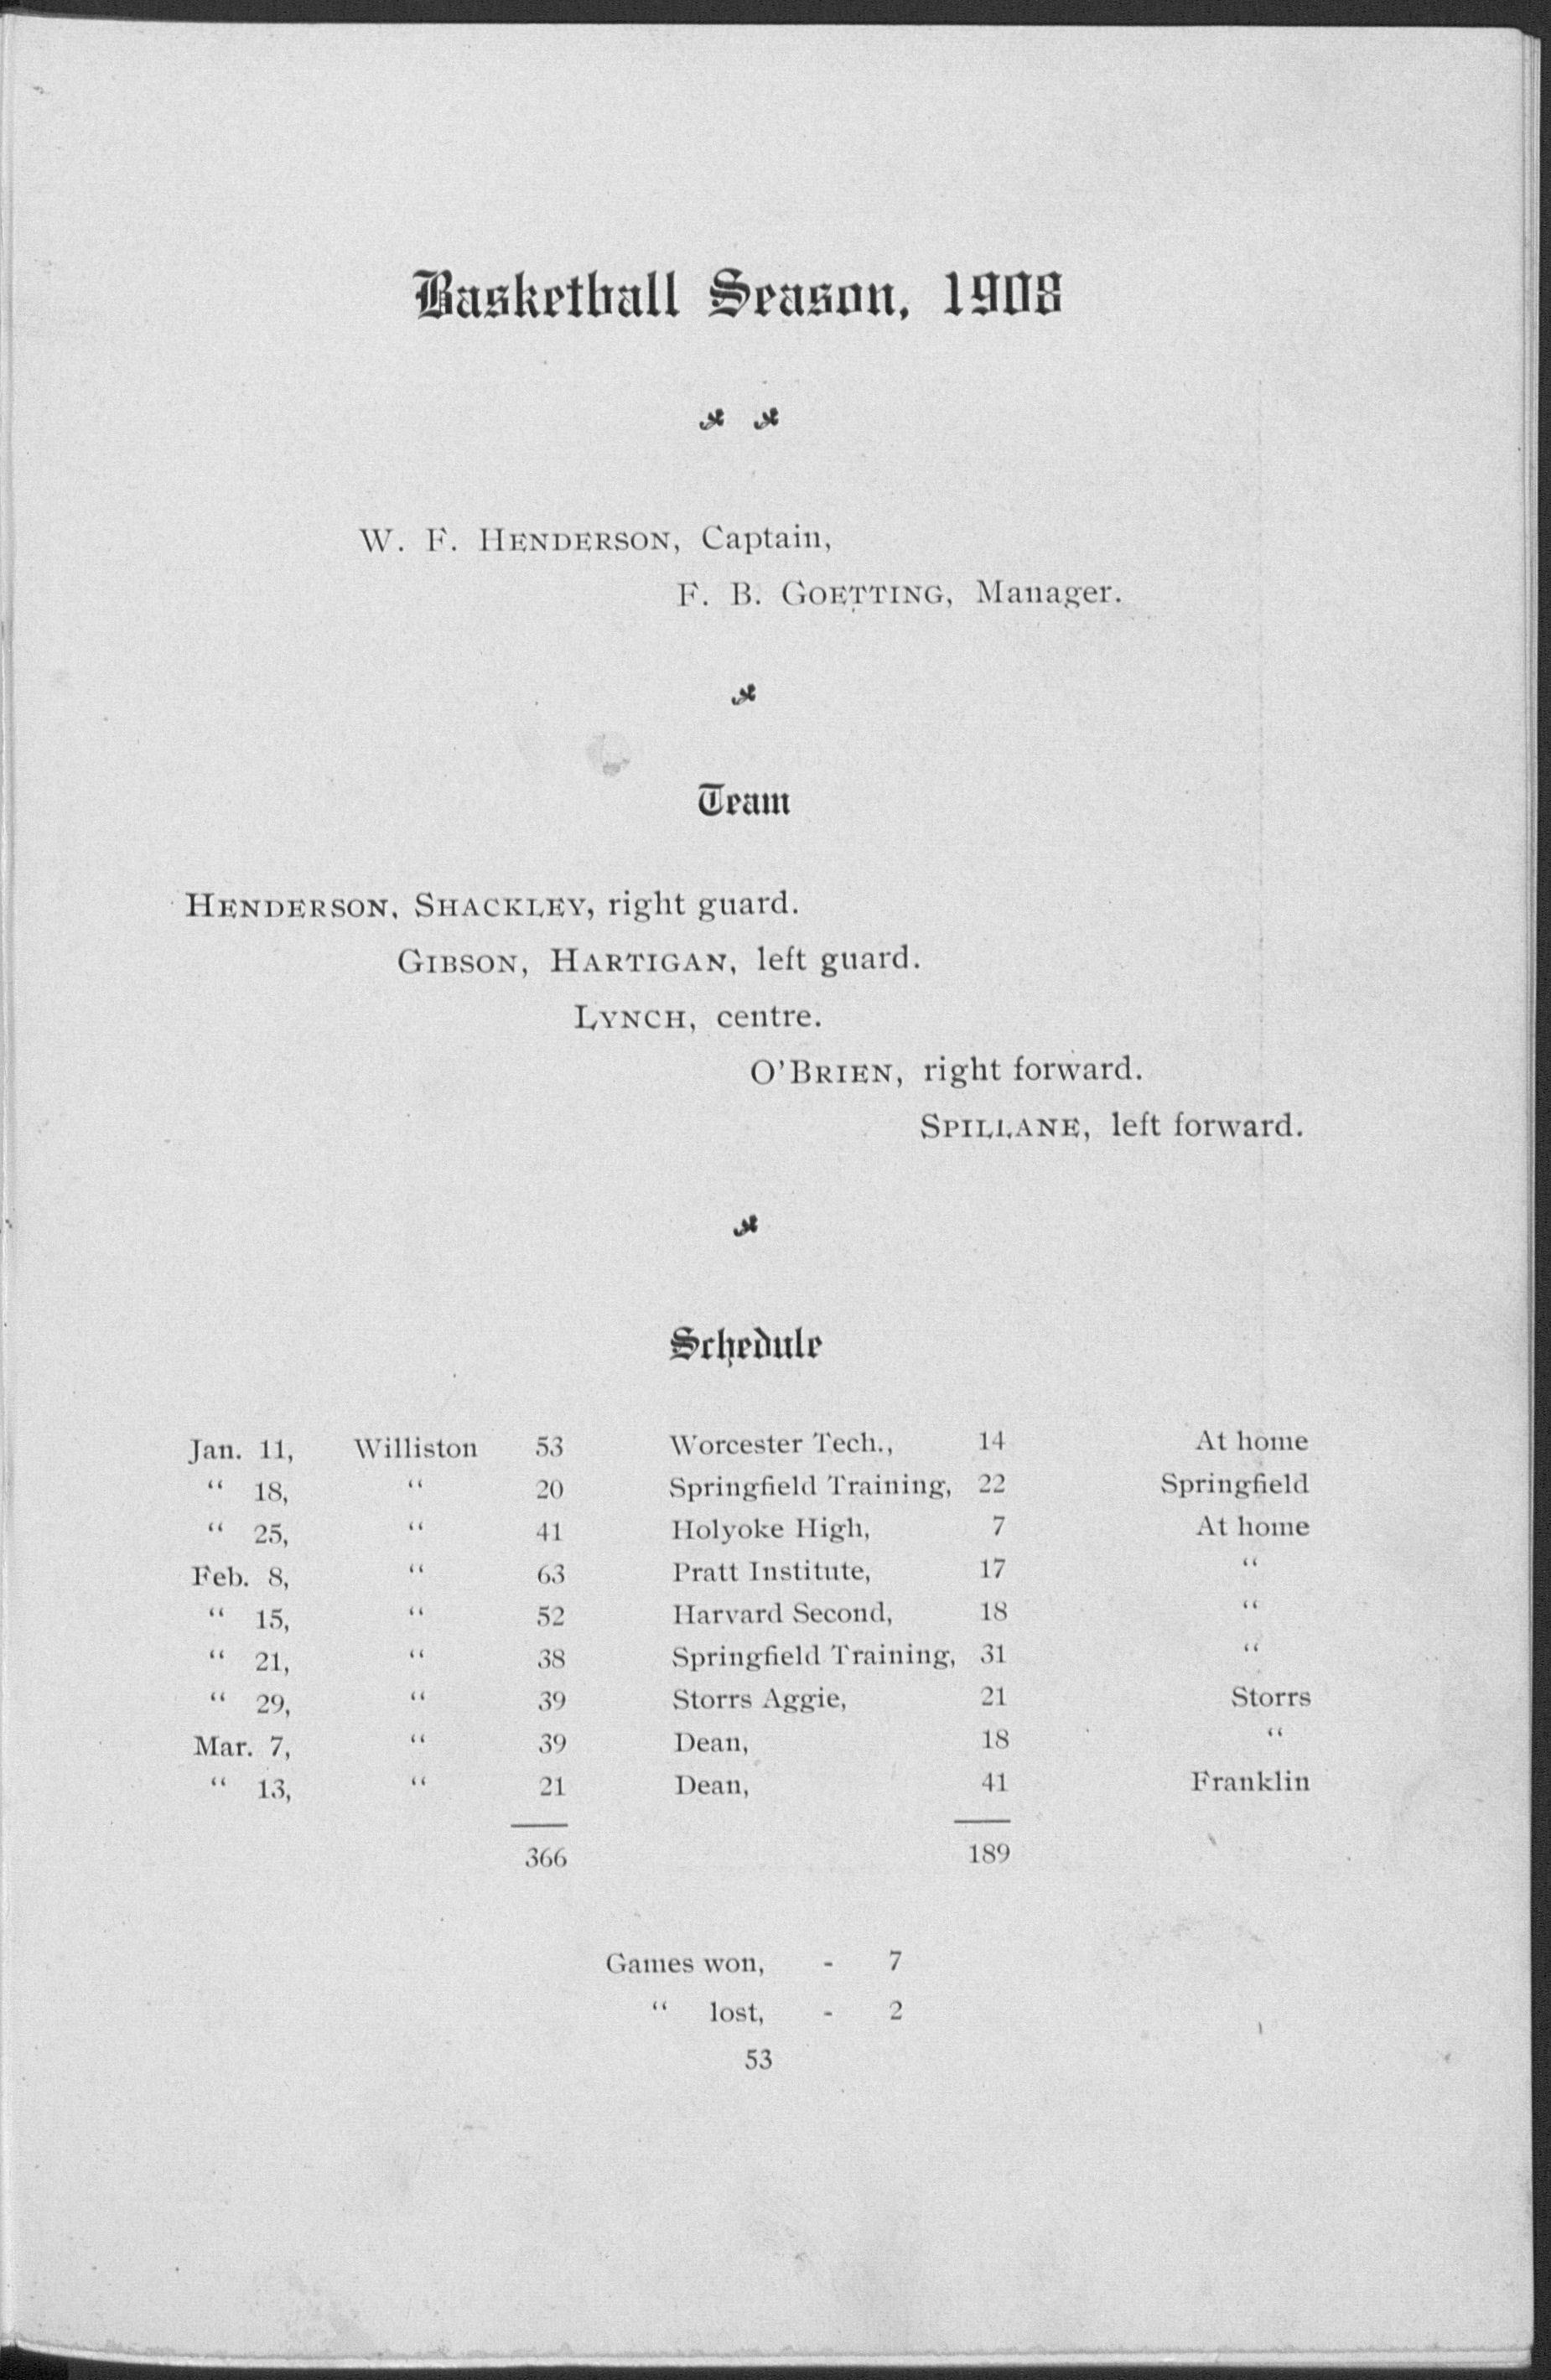 Basketball Season, 1908
W. F. HENDERSON, Captain,
F. B. GOETTING, Manager.
Team
HENDERSON, SHACKLEY, right guard.
GIBSON, HARTIGAN, left guard.
LYNCH, centre.
O'BRIEN, right forward.
SPILLANE, left forward.
Schedule
Jan. 11, Williston 53 Worcester Tech., 14 At home
“ 18, “ 20 Springfield Training, 22 Springfield
“ 25, “ 41 Holyoke High, 7 At home
Feb. 8, “ 63 Pratt Institute, 17 “
“ 15, “ 52 Harvard Second, 18 “
“ 21, “ 38 Springfield Training, 31 “
“ 29, “ 39 Storrs Aggie, 21 Storrs
Mar. 7, “ 39 Dean, 18 “
“ 13, “ 21 Dean, 41 Franklin
366 189
Games won, - 7
“ lost, - 2
53